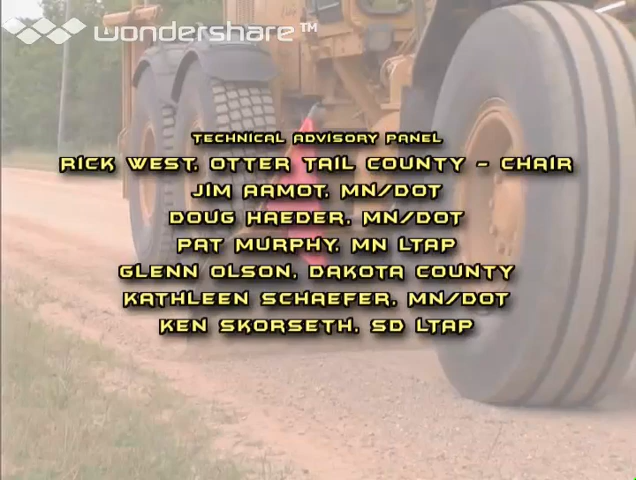 wondershare™
TECHNICAL ADVISORY PANEL
RICK WEST, OTTER TAIL COUNTY - CHAIR
JIM AAMOT, MN/DOT
DOUG HAEDER, MN/DOT
PAT MURPHY, MN LTAP
GLENN OLSON, DAKOTA COUNTY
KATHLEEN SCHAEFER, MN/DOT
KEN SKORSETH, SD LTAP